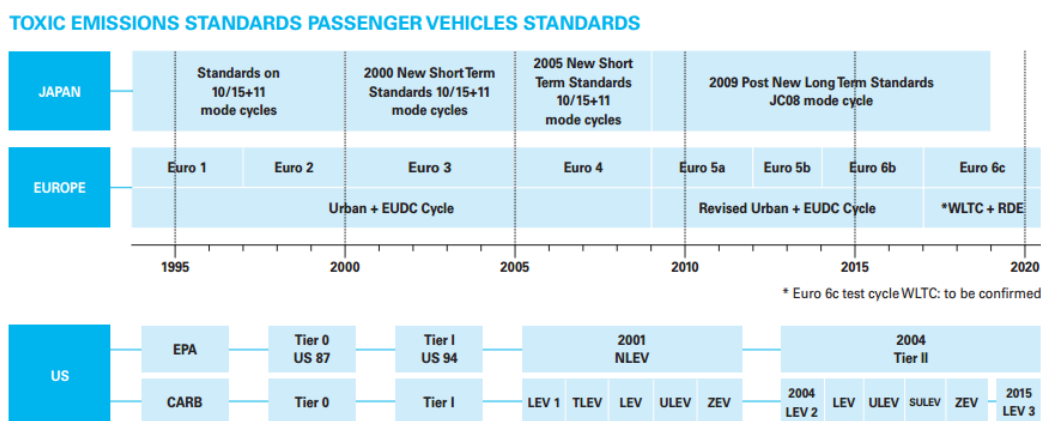 TOXIC EMISSIONS STANDARDS PASSENGER VEHICLES STANDARDS
JAPAN
Standards on
10/15+11
mode cycles
2000 New Short Term
Standards 10/15+11
mode cycles
2005 New Short
Term Standards
10/15+11
mode cycles
2009 Post New Long Term Standards
JC08 mode cycle
EUROPE
Euro 1
Euro 2
Euro 3
Euro 4
Euro 5a
Euro 5b
Euro 6b
Euro 6c
Urban + EUDC Cycle
Revised Urban + EUDC Cycle
*WLTC + RDE
1995
2000
2005
2010
2015
2020
* Euro 6c test cycle WLTC: to be confirmed
US
EPA
Tier 0
US 87
Tier I
US 94
2001
NLEV
2004
Tier II
CARB
Tier 0
Tier I
LEV 1
TLEV
LEV
ULEV
ZEV
2004
LEV 2
LEV
ULEV
SULEV
ZEV
2015
LEV 3